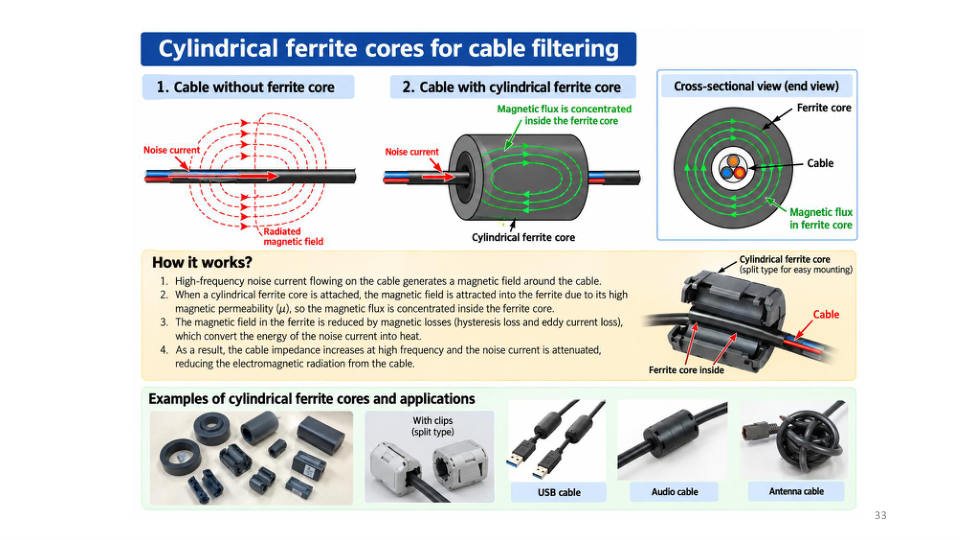 Cylindrical ferrite cores for cable filtering
1. Cable without ferrite core
2. Cable with cylindrical ferrite core
Cross-sectional view (end view)
Noise current
Radiated
magnetic field
Magnetic flux is concentrated
inside the ferrite core
Noise current
Cylindrical ferrite core
Ferrite core
Cable
Magnetic flux
in ferrite core
How it works?
1. High-frequency noise current flowing on the cable generates a magnetic field around the cable.
2. When a cylindrical ferrite core is attached, the magnetic field is attracted into the ferrite due to its high
magnetic permeability (μ), so the magnetic flux is concentrated inside the ferrite core.
3. The magnetic field in the ferrite is reduced by magnetic losses (hysteresis loss and eddy current loss),
which convert the energy of the noise current into heat.
4. As a result, the cable impedance increases at high frequency and the noise current is attenuated,
reducing the electromagnetic radiation from the cable.
Cylindrical ferrite core
(split type for easy mounting)
Cable
Ferrite core inside
Examples of cylindrical ferrite cores and applications
With clips
(split type)
USB cable
Audio cable
Antenna cable
33